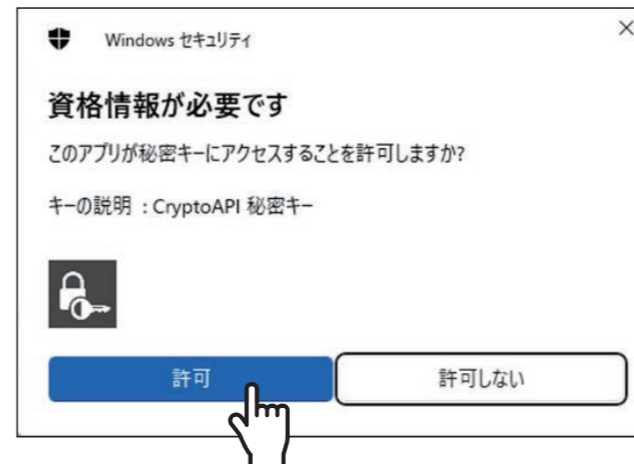 Windows セキュリティ
資格情報が必要です
このアプリが秘密キーにアクセスすることを許可しますか?
キーの説明 : CryptoAPI 秘密キー
許可
許可しない